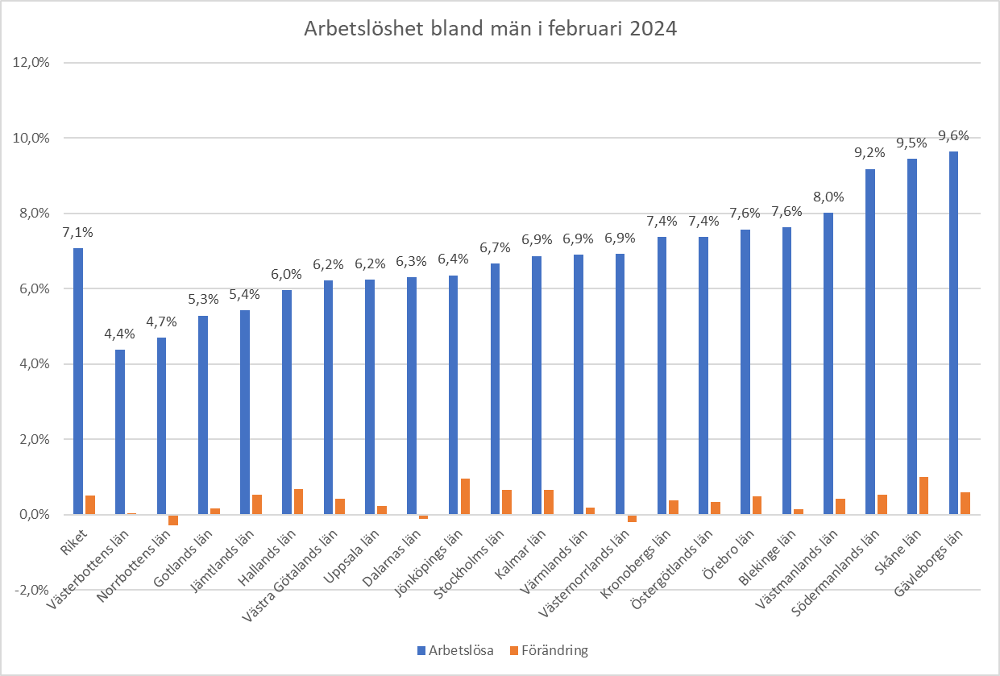 Arbetslöshet bland män i februari 2024
12,0%
10,0%
8,0%
6,0%
4,0%
2,0%
0,0%
-2,0%
7,1%
4,4%
4,7%
5,3%
5,4%
6,0%
6,2%
6,2%
6,3%
6,4%
6,7%
6,9%
6,9%
6,9%
7,4%
7,4%
7,6%
7,6%
8,0%
9,2%
9,5%
9,6%
Riket
Västerbottens län
Norrbottens län
Gotlands län
Jämtlands län
Hallands län
Västra Götalands län
Uppsala län
Dalarnas län
Jönköpings län
Stockholms län
Kalmar län
Värmlands län
Västernorrlands län
Kronobergs län
Östergötlands län
Örebro län
Blekinge län
Västmanlands län
Södermanlands län
Skåne län
Gävleborgs län
Arbetslösa
Förändring